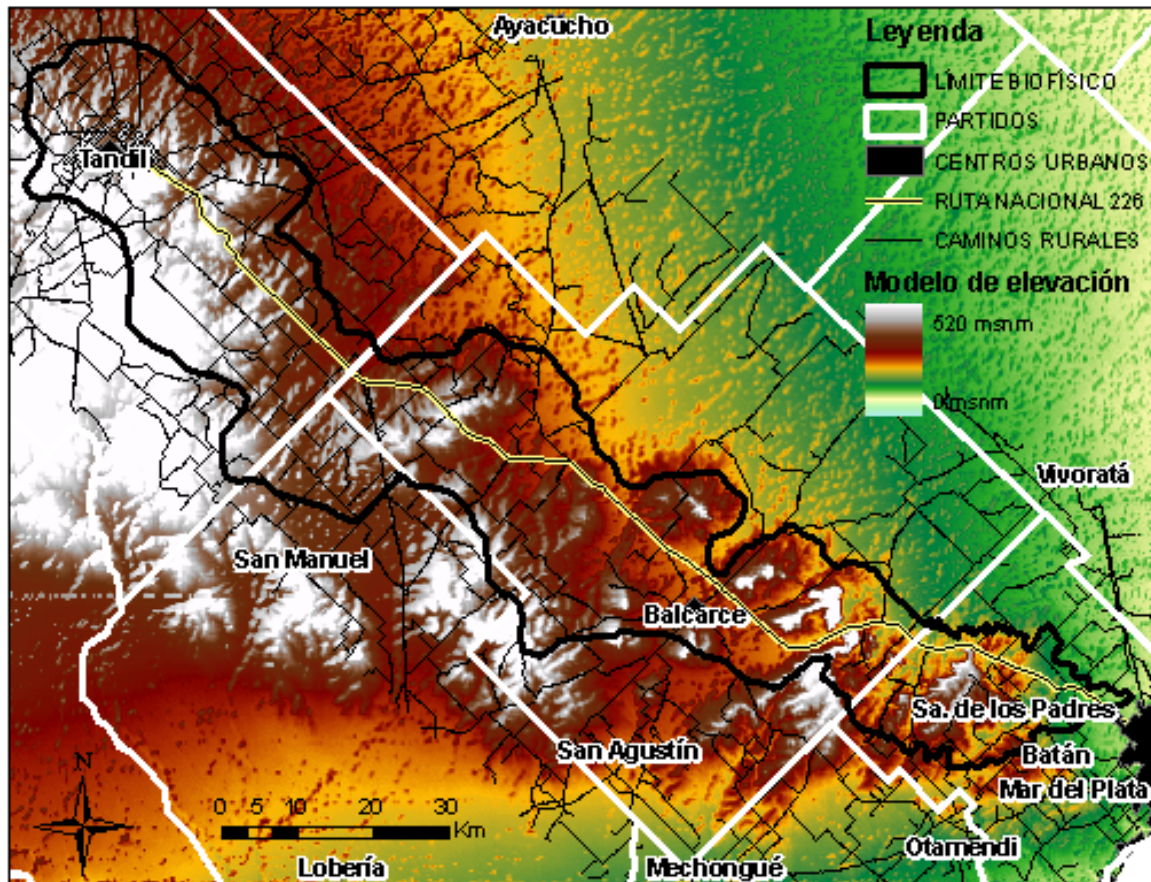 Ayacucho
Leyenda
LÍMITE BIOFÍSICO
PARTIDOS
CENTROS URBANOS
RUTA NACIONAL 226
CAMINOS RURALES
Modelo de elevación
520 msnm
0 msnm
Tandil
Vivoratá
San Manuel
Balcarce
Sa. de los Padres
San Agustín
Batán
Mar del Plata
N
0 5 10 20 30
Km
Otamendi
Lobería
Mechongué